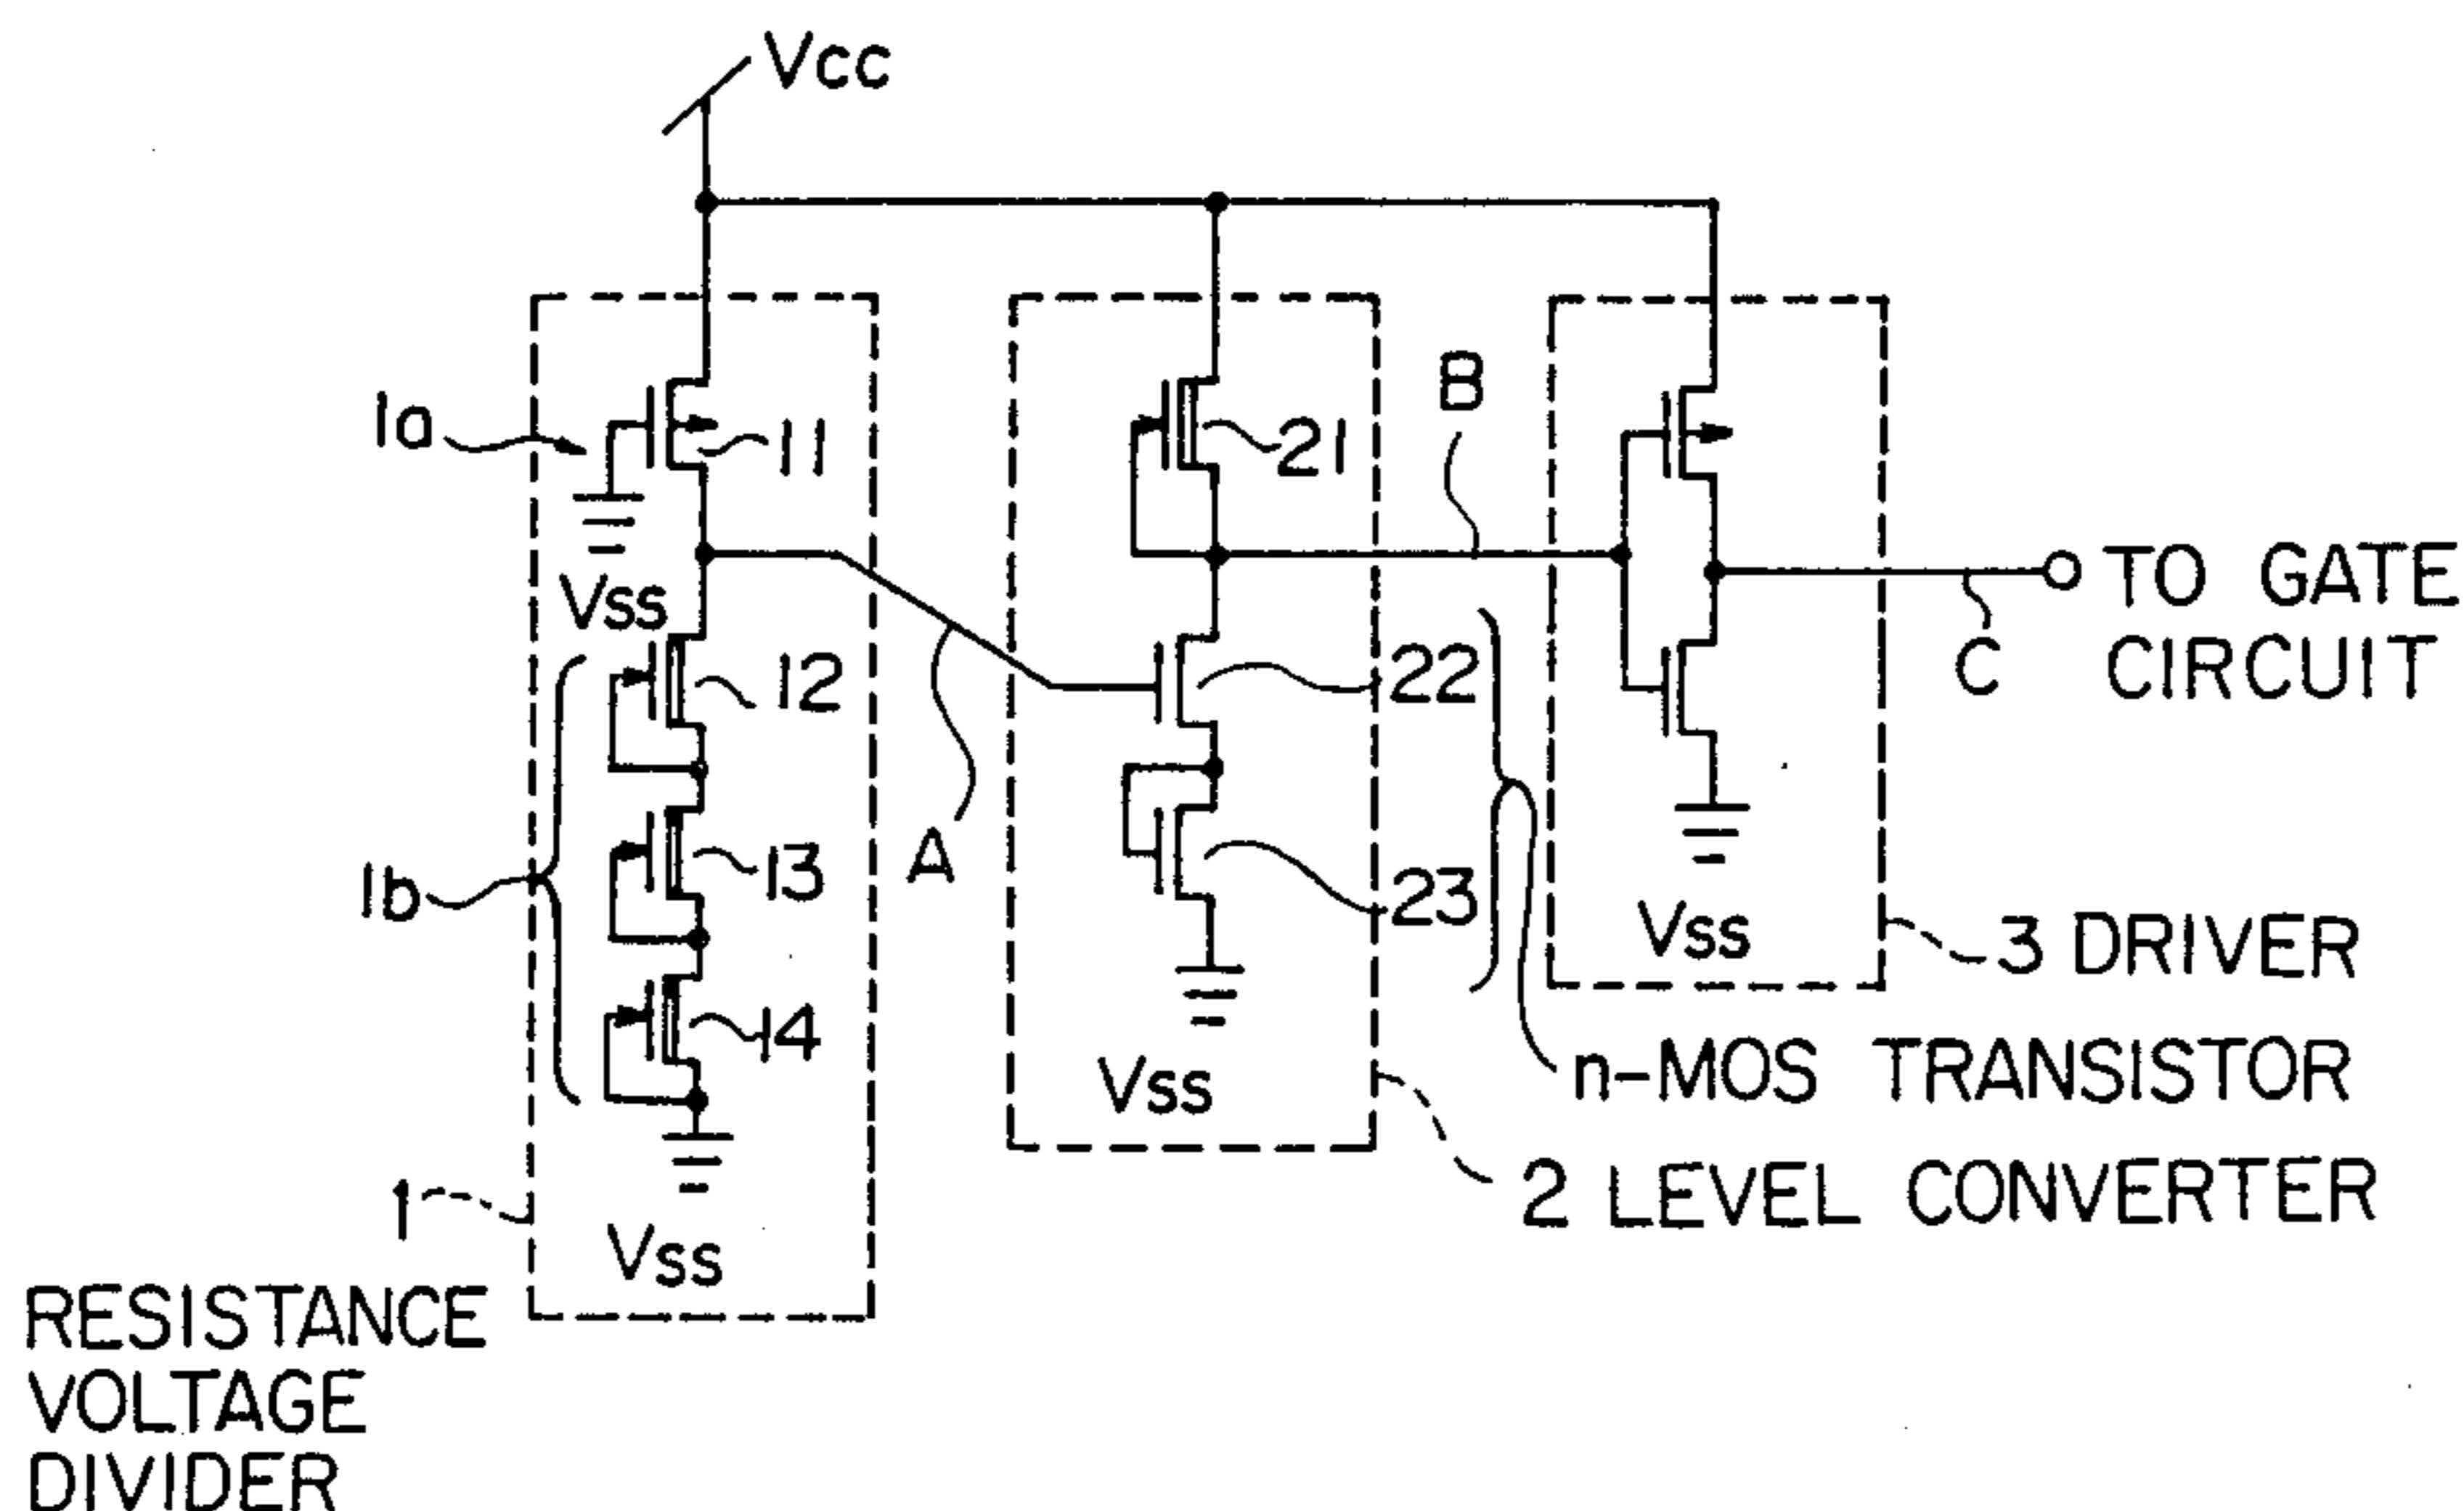 Vcc
1a
11
21
B
Vss
12
22
TO GATE
CIRCUIT
C
1b
13
A
23
Vss
3 DRIVER
14
Vss
n-MOS TRANSISTOR
1
2 LEVEL CONVERTER
Vss
RESISTANCE
VOLTAGE
DIVIDER